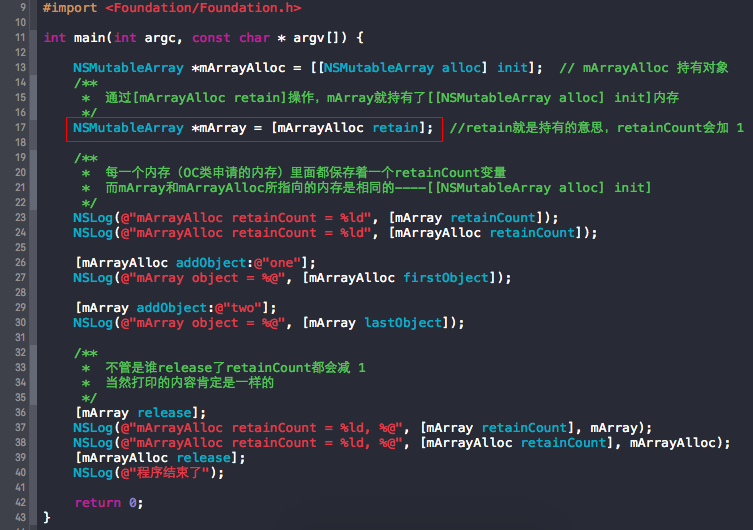 9 #import <Foundation/Foundation.h>
10
11 int main(int argc, const char * argv[]) {
12
13 NSMutableArray *mArrayAlloc = [[NSMutableArray alloc] init]; // mArrayAlloc 持有对象
14 /**
15 * 通过[mArrayAlloc retain]操作，mArray就持有了[[NSMutableArray alloc] init]内存
16 */
17 NSMutableArray *mArray = [mArrayAlloc retain]; //retain就是持有的意思，retainCount会加 1
18
19 /**
20 * 每一个内存（OC类申请的内存）里面都保存着一个retainCount变量
21 * 而mArray和mArrayAlloc所指向的内存是相同的----[[NSMutableArray alloc] init]
22 */
23 NSLog(@"mArrayAlloc retainCount = %ld", [mArray retainCount]);
24 NSLog(@"mArrayAlloc retainCount = %ld", [mArrayAlloc retainCount]);
25
26 [mArrayAlloc addObject:@"one"];
27 NSLog(@"mArray object = %@", [mArrayAlloc firstObject]);
28
29 [mArray addObject:@"two"];
30 NSLog(@"mArray object = %@", [mArray lastObject]);
31
32 /**
33 * 不管是谁release了retainCount都会减 1
34 * 当然打印的内容肯定是一样的
35 */
36 [mArray release];
37 NSLog(@"mArrayAlloc retainCount = %ld, %@", [mArray retainCount], mArray);
38 NSLog(@"mArrayAlloc retainCount = %ld, %@", [mArrayAlloc retainCount], mArrayAlloc);
39 [mArrayAlloc release];
40 NSLog(@"程序结束了");
41
42 return 0;
43 }